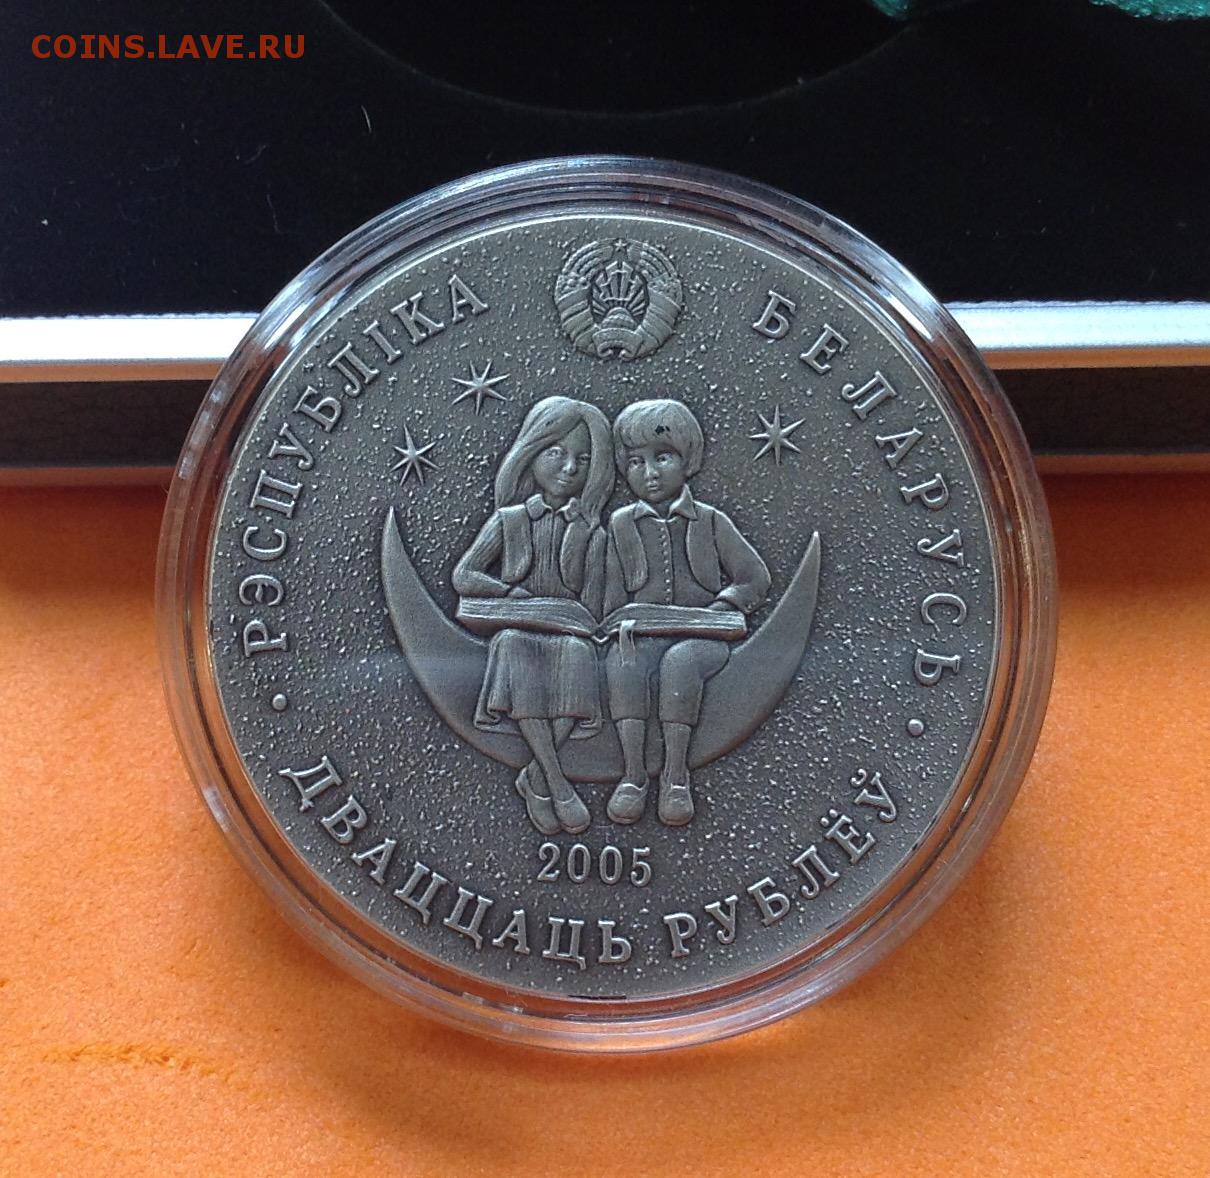 COINS.LAVE.RU
РЭСПУБЛІКА БЕЛАРУСЬ
2005
· ДВАЦЦАЦЬ РУБЛЁЎ ·